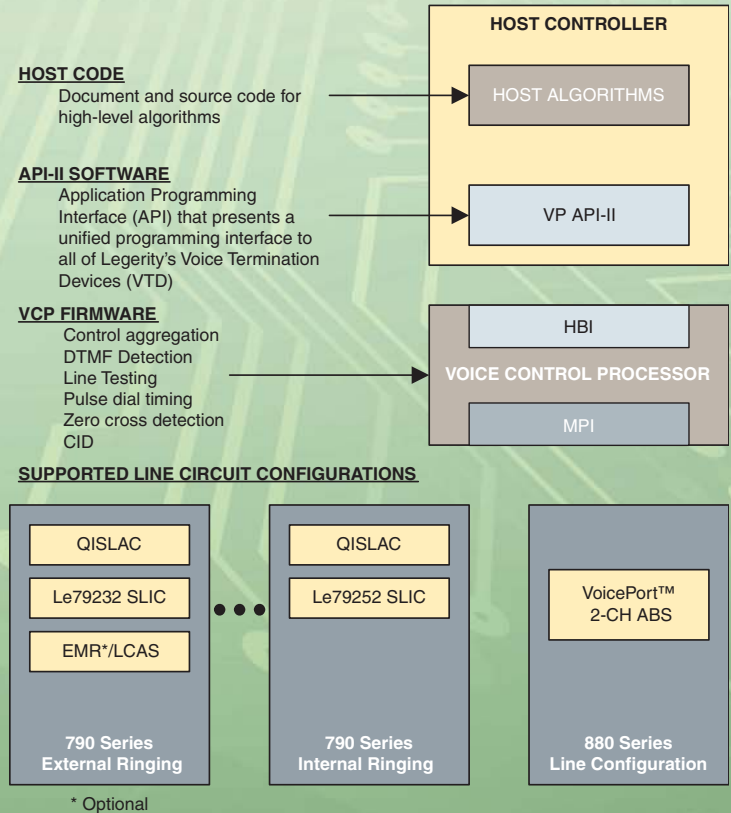 HOST CONTROLLER
HOST CODE
Document and source code for
high-level algorithms
HOST ALGORITHMS
API-II SOFTWARE
Application Programming
Interface (API) that presents a
unified programming interface to
all of Legerity's Voice Termination
Devices (VTD)
VP API-II
VCP FIRMWARE
Control aggregation
DTMF Detection
Line Testing
Pulse dial timing
Zero cross detection
CID
HBI
VOICE CONTROL PROCESSOR
MPI
SUPPORTED LINE CIRCUIT CONFIGURATIONS
QISLAC
Le79232 SLIC
EMR*/LCAS
790 Series
External Ringing
QISLAC
Le79252 SLIC
790 Series
Internal Ringing
VoicePort™
2-CH ABS
880 Series
Line Configuration
* Optional